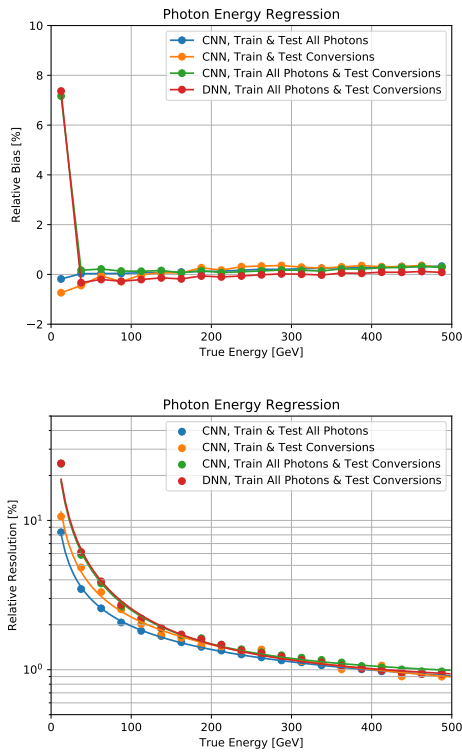 Photon Energy Regression
10
8
6
4
2
0
−2
Relative Bias [%]
CNN, Train & Test All Photons
CNN, Train & Test Conversions
CNN, Train All Photons & Test Conversions
DNN, Train All Photons & Test Conversions
0 100 200 300 400 500
True Energy [GeV]
Photon Energy Regression
10^1
10^0
Relative Resolution [%]
CNN, Train & Test All Photons
CNN, Train & Test Conversions
CNN, Train All Photons & Test Conversions
DNN, Train All Photons & Test Conversions
0 100 200 300 400 500
True Energy [GeV]